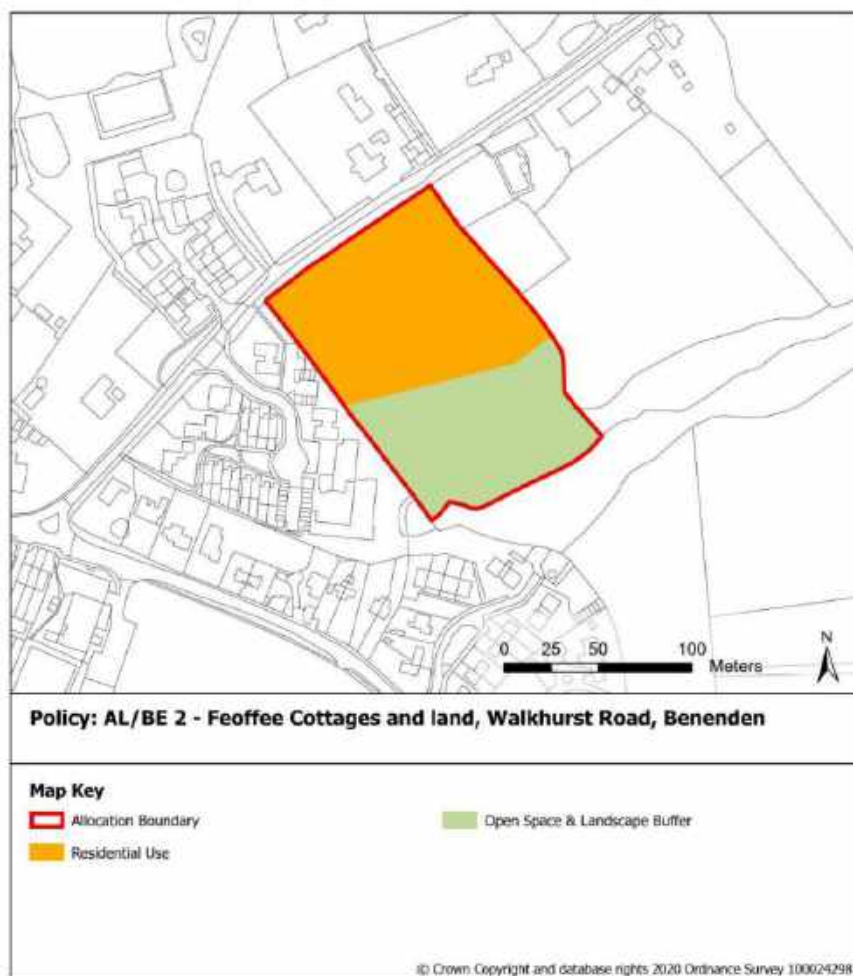 N
0 25 50 100
Meters
Policy: AL/BE 2 - Feoffee Cottages and land, Walkhurst Road, Benenden
Map Key
Allocation Boundary
Open Space & Landscape Buffer
Residential Use
© Crown Copyright and database rights 2020 Ordnance Survey 100024298